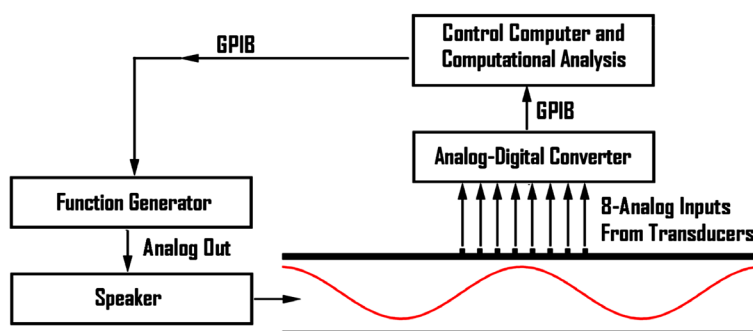 Control Computer and
Computational Analysis
GPIB
GPIB
Analog-Digital Converter
Function Generator
8-Analog Inputs
From Transducers
Analog Out
Speaker